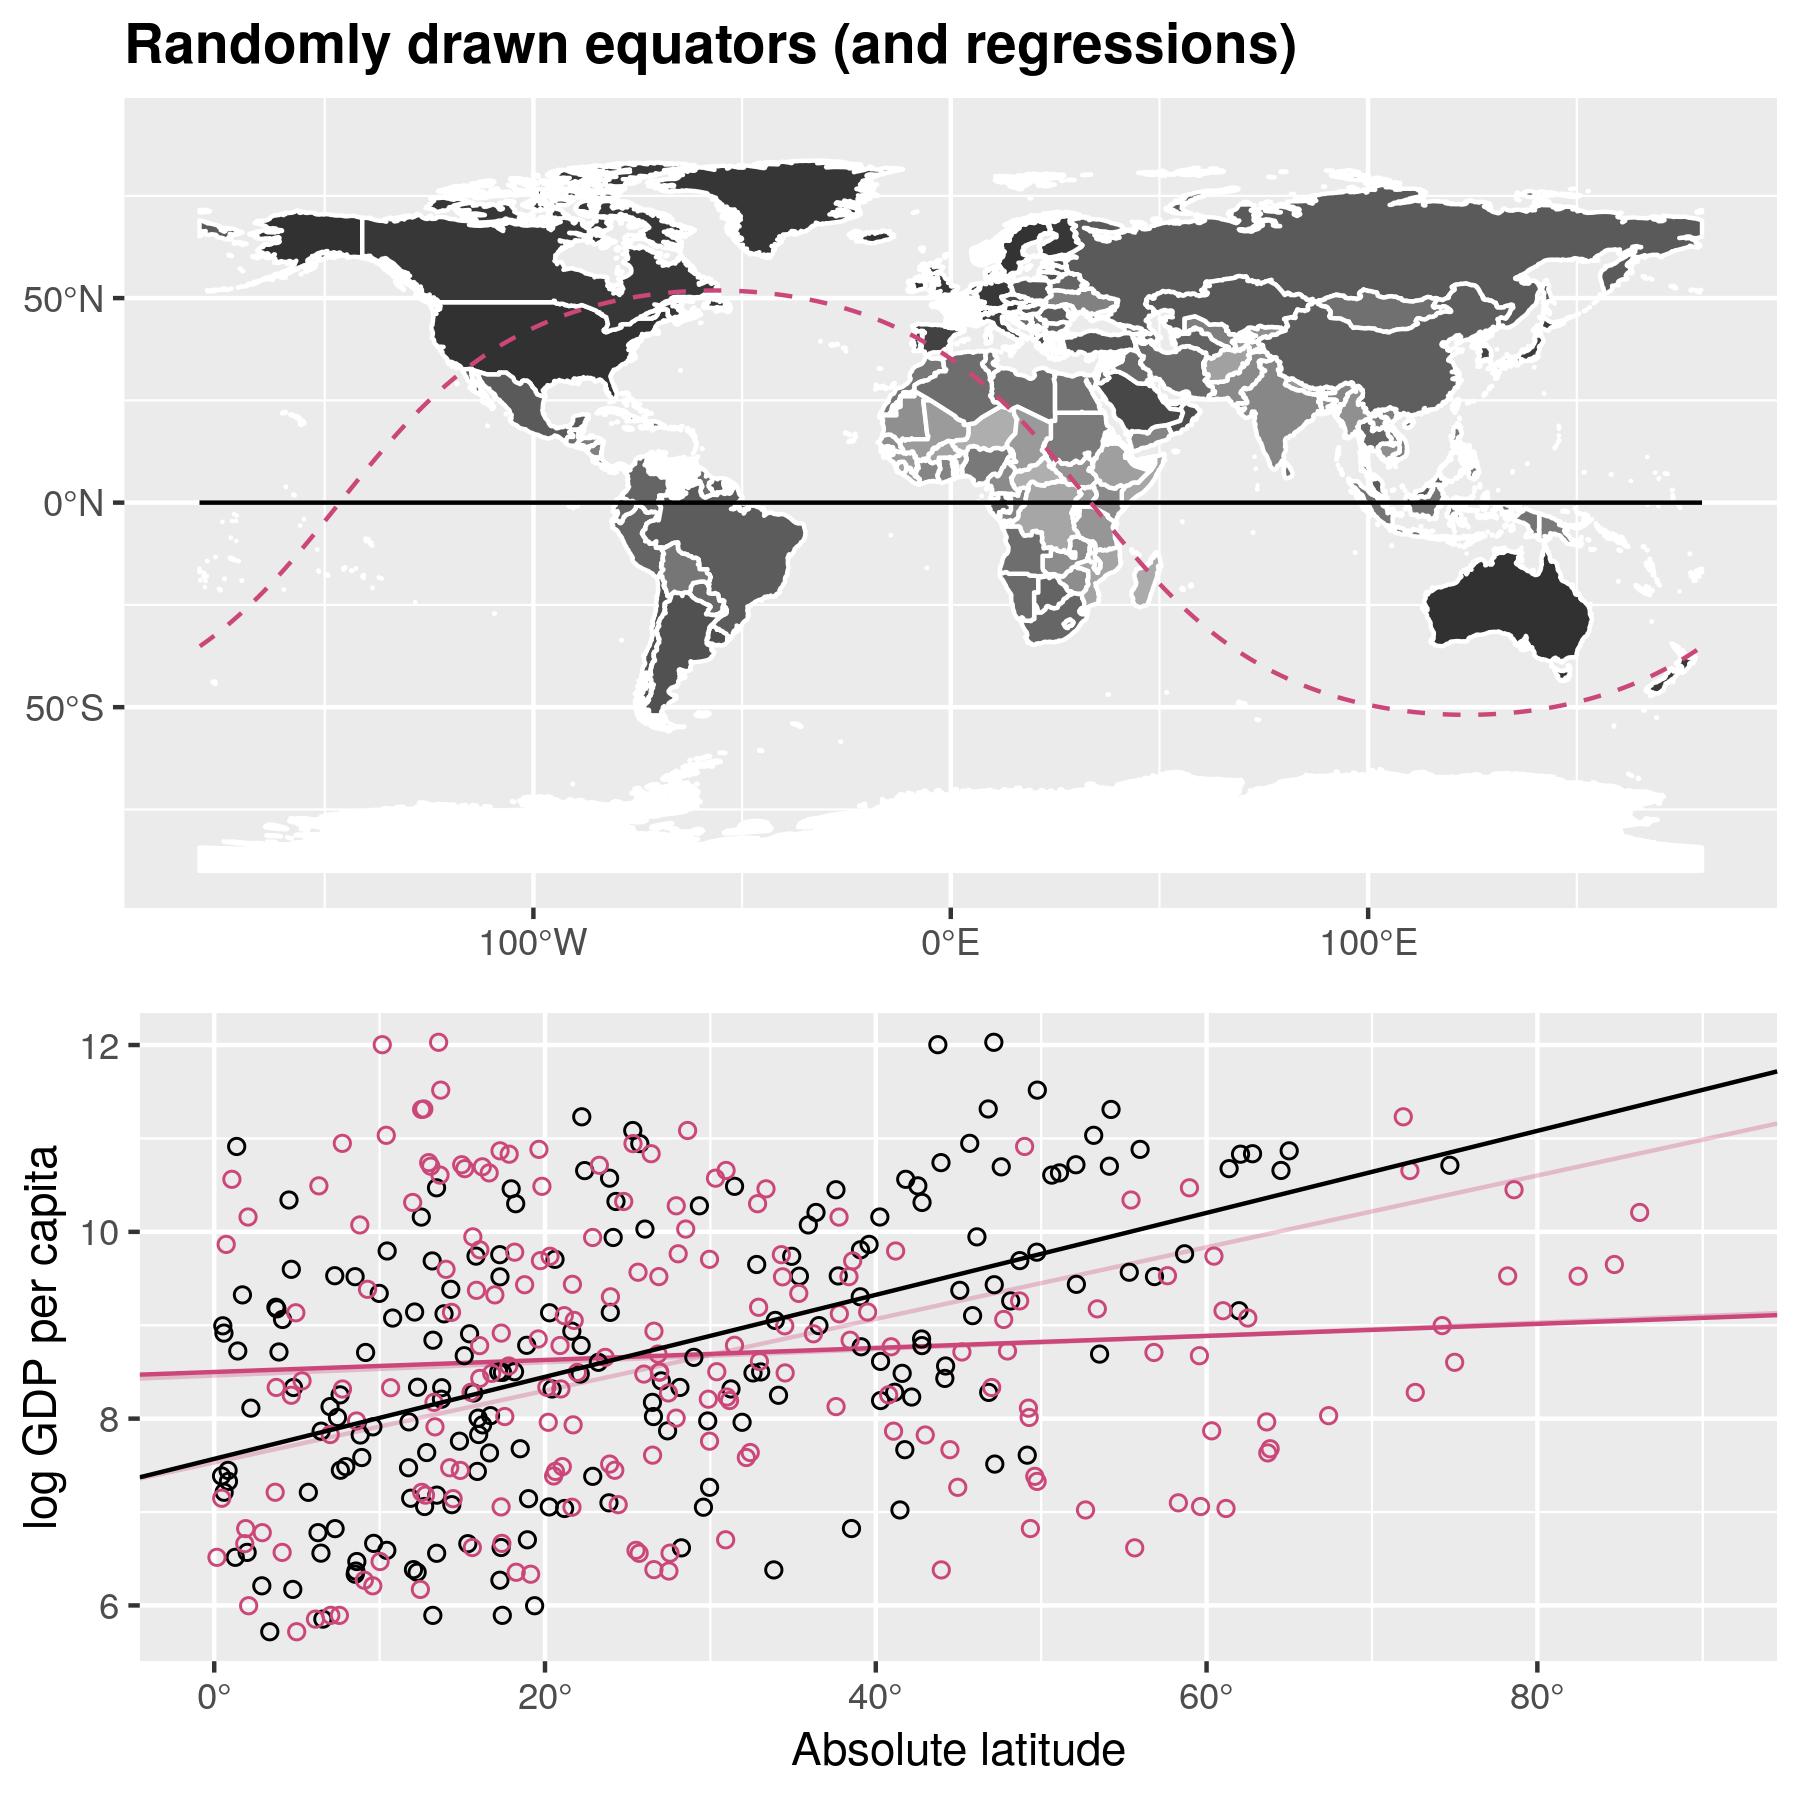 Randomly drawn equators (and regressions)
50°N
0°N
50°S
100°W 0°E 100°E
12
10
8
6
log GDP per capita
0° 20° 40° 60° 80°
Absolute latitude